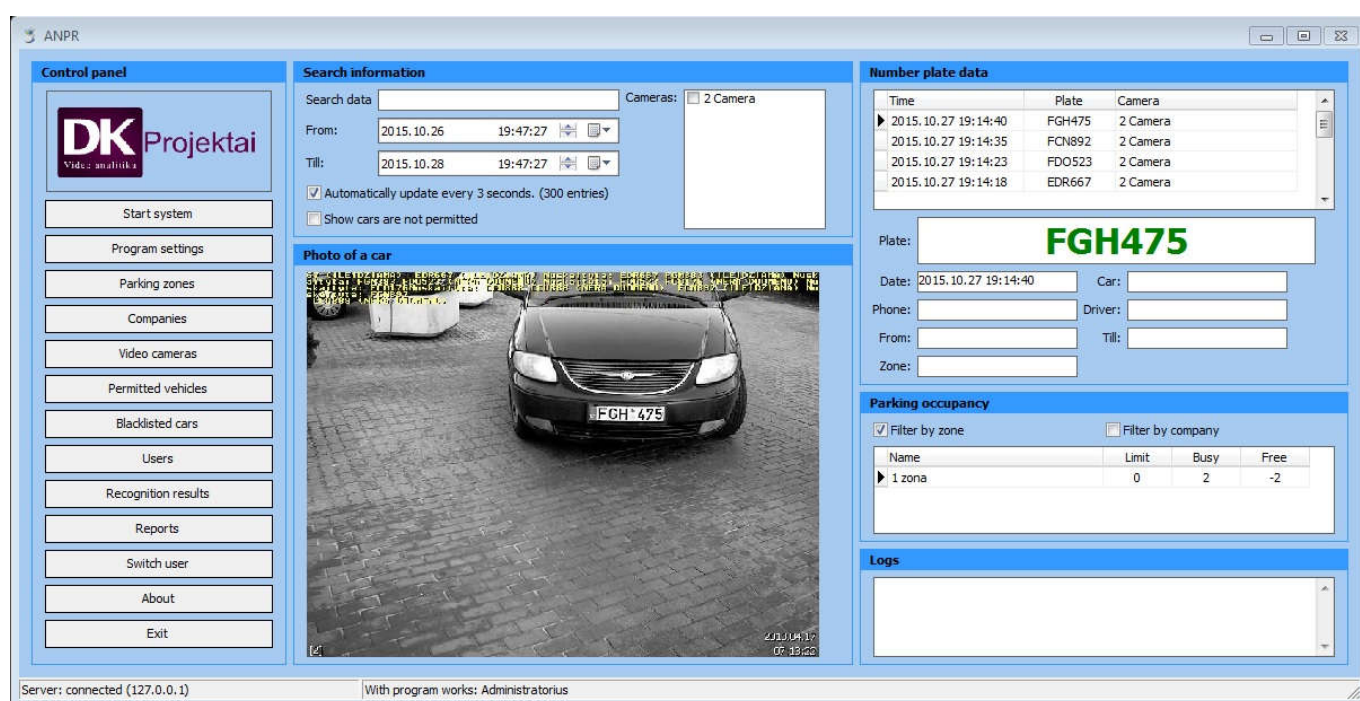 ANPR
Control panel
DK Projektai
Video analitika
Start system
Program settings
Parking zones
Companies
Video cameras
Permitted vehicles
Blacklisted cars
Users
Recognition results
Reports
Switch user
About
Exit
Search information
Search data
Cameras: 2 Camera
From: 2015.10.26 19:47:27
Till: 2015.10.28 19:47:27
Automatically update every 3 seconds. (300 entries)
Show cars are not permitted
Photo of a car
FGH 475
[2]
07:13:22
Number plate data
Time Plate Camera
2015.10.27 19:14:40 FGH475 2 Camera
2015.10.27 19:14:35 FCN892 2 Camera
2015.10.27 19:14:23 FDO523 2 Camera
2015.10.27 19:14:18 EDR667 2 Camera
Plate: FGH475
Date: 2015.10.27 19:14:40 Car:
Phone: Driver:
From: Till:
Zone:
Parking occupancy
Filter by zone Filter by company
Name Limit Busy Free
1 zona 0 2 -2
Logs
Server: connected (127.0.0.1) With program works: Administratorius